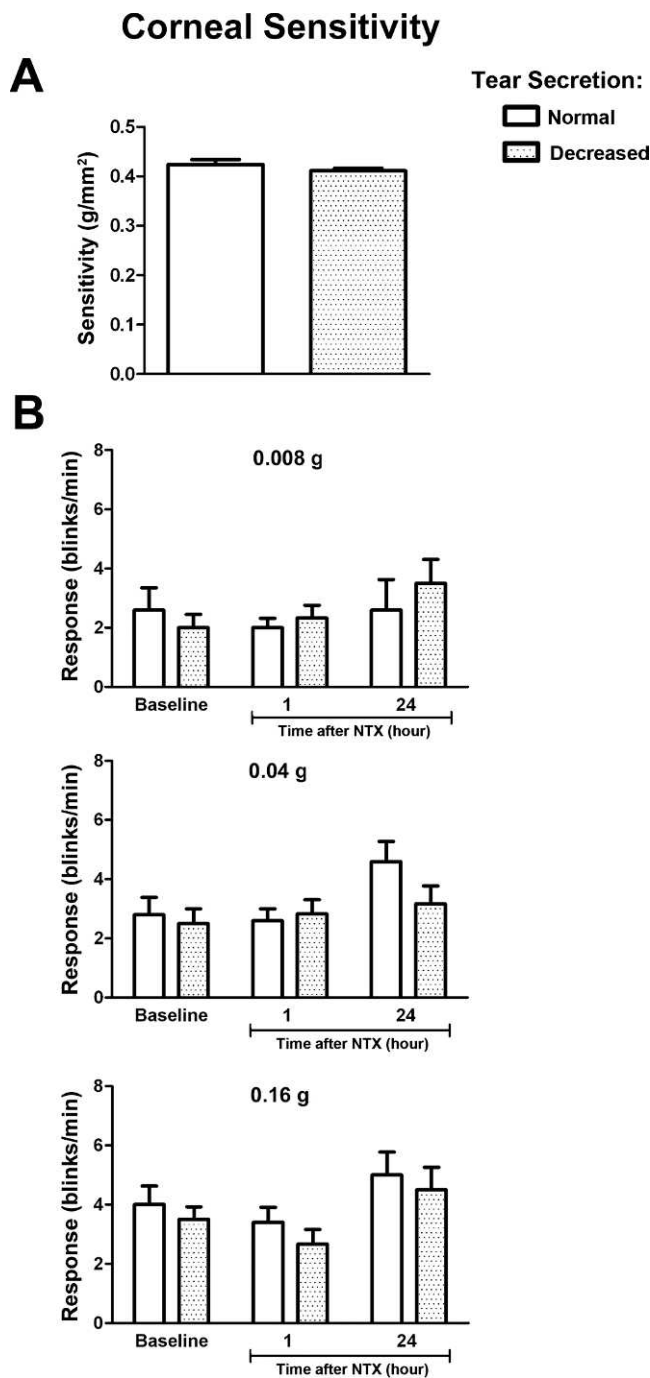 Corneal Sensitivity
A
Tear Secretion:
Normal
Decreased
Sensitivity (g/mm²)
0.5
0.4
0.3
0.2
0.1
0.0
B
0.008 g
Response (blinks/min)
8
6
4
2
0
Baseline 1 24
Time after NTX (hour)
0.04 g
Response (blinks/min)
8
6
4
2
0
Baseline 1 24
Time after NTX (hour)
0.16 g
Response (blinks/min)
8
6
4
2
0
Baseline 1 24
Time after NTX (hour)